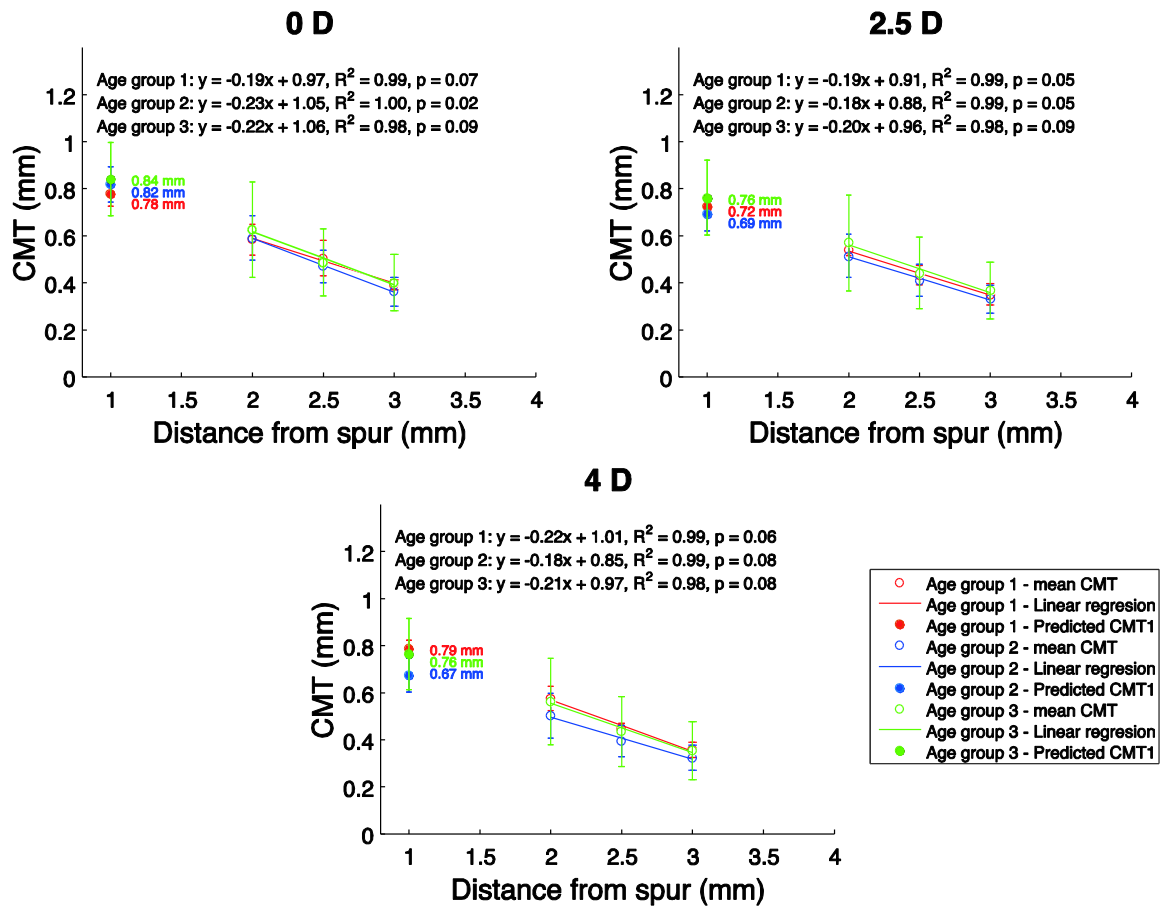 0 D
Age group 1: y = -0.19x + 0.97, R² = 0.99, p = 0.07
Age group 2: y = -0.23x + 1.05, R² = 1.00, p = 0.02
Age group 3: y = -0.22x + 1.06, R² = 0.98, p = 0.09
1.2
1
0.8
0.6
0.4
0.2
0
CMT (mm)
0.84 mm
0.82 mm
0.78 mm
1 1.5 2 2.5 3 3.5 4
Distance from spur (mm)
2.5 D
Age group 1: y = -0.19x + 0.91, R² = 0.99, p = 0.05
Age group 2: y = -0.18x + 0.88, R² = 0.99, p = 0.05
Age group 3: y = -0.20x + 0.96, R² = 0.98, p = 0.09
1.2
1
0.8
0.6
0.4
0.2
0
CMT (mm)
0.76 mm
0.72 mm
0.69 mm
1 1.5 2 2.5 3 3.5 4
Distance from spur (mm)
4 D
Age group 1: y = -0.22x + 1.01, R² = 0.99, p = 0.06
Age group 2: y = -0.18x + 0.85, R² = 0.99, p = 0.08
Age group 3: y = -0.21x + 0.97, R² = 0.98, p = 0.08
1.2
1
0.8
0.6
0.4
0.2
0
CMT (mm)
0.79 mm
0.76 mm
0.67 mm
1 1.5 2 2.5 3 3.5 4
Distance from spur (mm)
Age group 1 - mean CMT
Age group 1 - Linear regresion
Age group 1 - Predicted CMT1
Age group 2 - mean CMT
Age group 2 - Linear regresion
Age group 2 - Predicted CMT1
Age group 3 - mean CMT
Age group 3 - Linear regresion
Age group 3 - Predicted CMT1